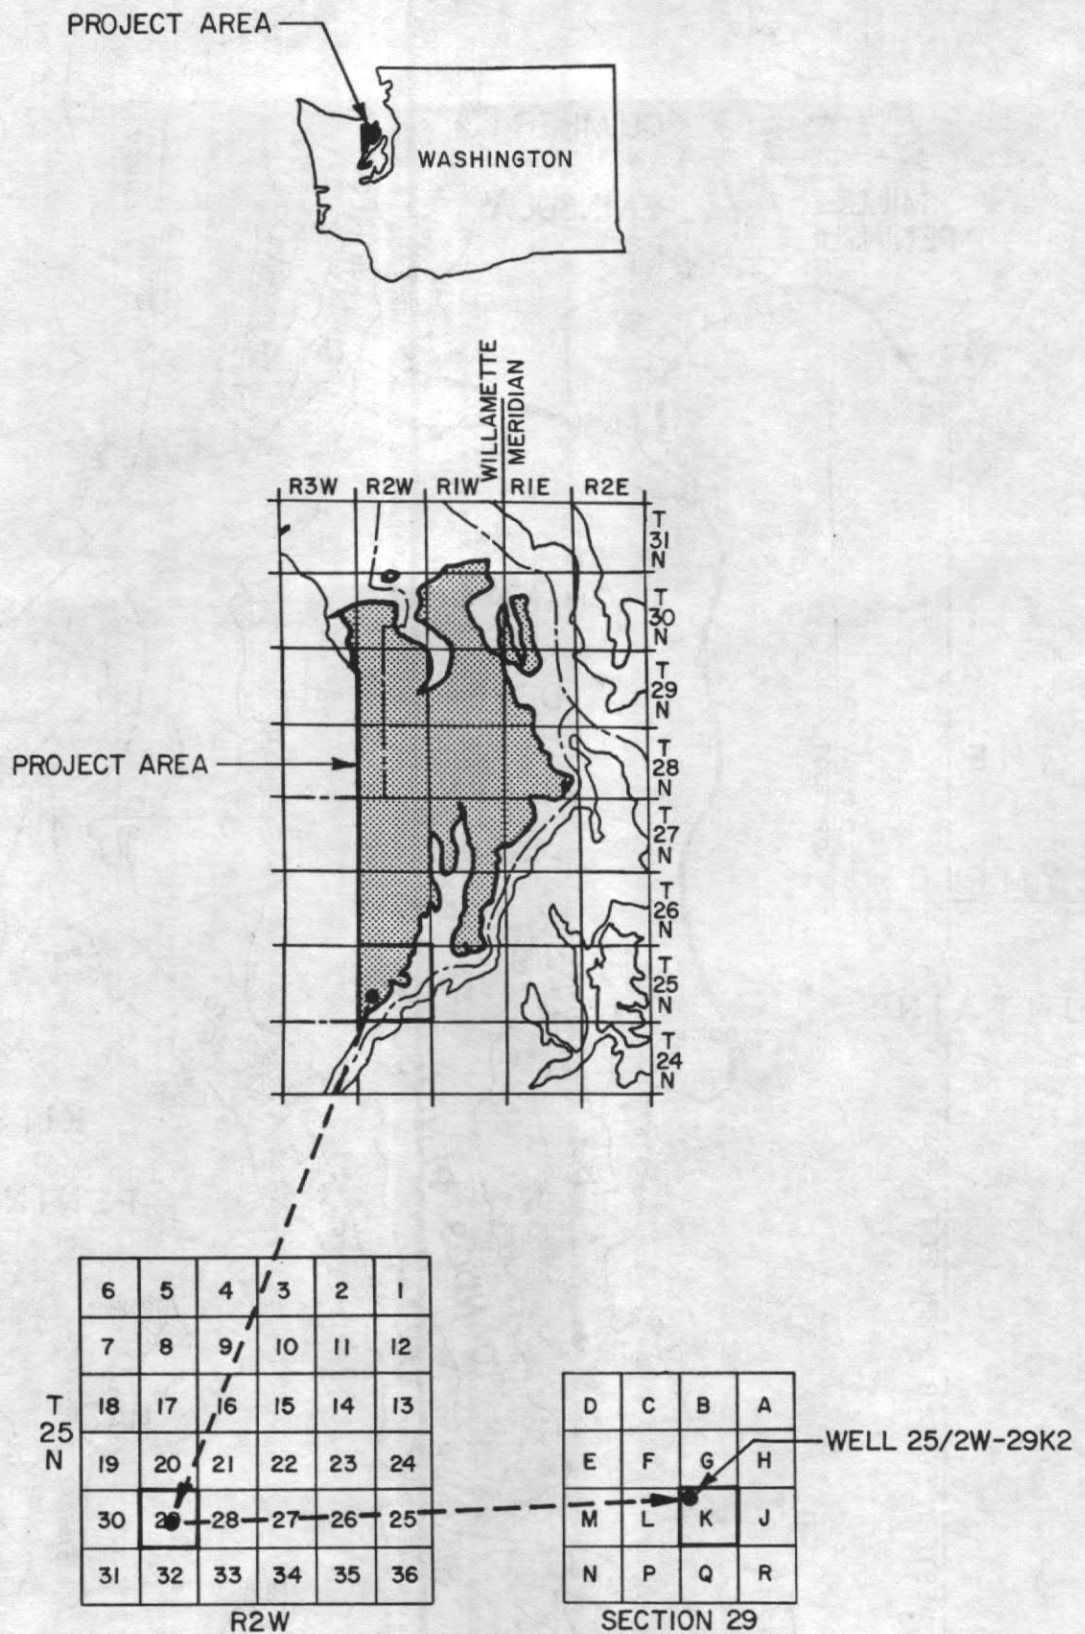 PROJECT AREA
WASHINGTON
WILLAMETTE
MERIDIAN
R3W R2W R1W R1E R2E
T
31
N
T
30
N
T
29
N
T
28
N
PROJECT AREA
T
27
N
T
26
N
T
25
N
T
24
N
6 5 4 3 2 1
7 8 9 10 11 12
18 17 16 15 14 13
19 20 21 22 23 24
30 29 28 27 26 25
31 32 33 34 35 36
T
25
N
R2W
D C B A
E F G H
M L K J
N P Q R
WELL 25/2W-29K2
SECTION 29